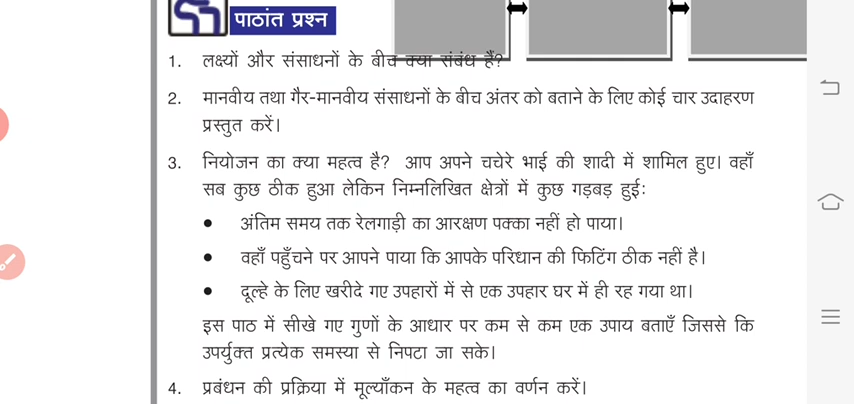 पाठांत प्रश्न
1. लक्ष्यों और संसाधनों के बीच क्या संबंध हैं?
2. मानवीय तथा गैर-मानवीय संसाधनों के बीच अंतर को बताने के लिए कोई चार उदाहरण
प्रस्तुत करें।
3. नियोजन का क्या महत्व है? आप अपने चचेरे भाई की शादी में शामिल हुए। वहाँ
सब कुछ ठीक हुआ लेकिन निम्नलिखित क्षेत्रों में कुछ गड़बड़ हुई:
• अंतिम समय तक रेलगाड़ी का आरक्षण पक्का नहीं हो पाया।
• वहाँ पहुँचने पर आपने पाया कि आपके परिधान की फिटिंग ठीक नहीं है।
• दूल्हे के लिए खरीदे गए उपहारों में से एक उपहार घर में ही रह गया था।
इस पाठ में सीखे गए गुणों के आधार पर कम से कम एक उपाय बताएँ जिससे कि
उपर्युक्त प्रत्येक समस्या से निपटा जा सके।
4. प्रबंधन की प्रक्रिया में मूल्याँकन के महत्व का वर्णन करें।